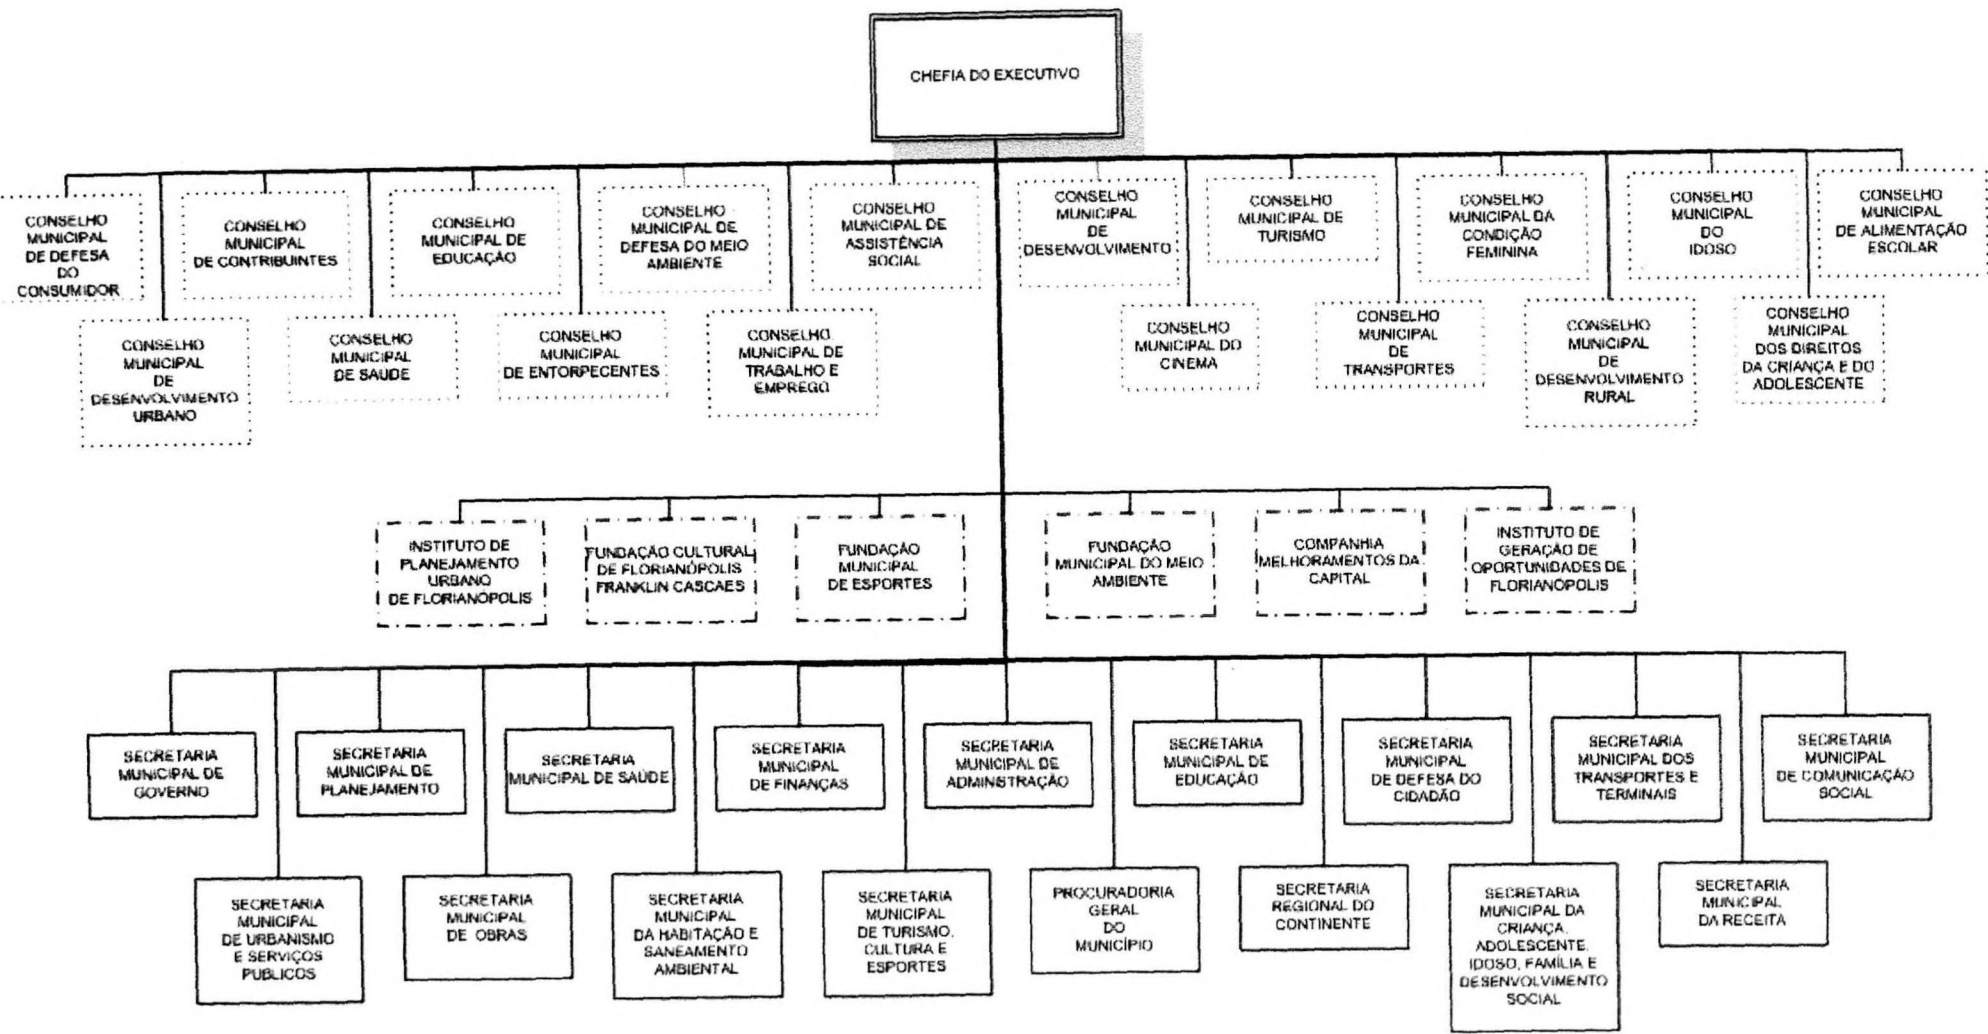 CHEFIA DO EXECUTIVO
CONSELHO
MUNICIPAL
DE DEFESA
DO
CONSUMIDOR
CONSELHO
MUNICIPAL
DE CONTRIBUINTES
CONSELHO
MUNICIPAL DE
EDUCAÇÃO
CONSELHO
MUNICIPAL DE
DEFESA DO MEIO
AMBIENTE
CONSELHO
MUNICIPAL DE
ASSISTÊNCIA
SOCIAL
CONSELHO
MUNICIPAL
DE
DESENVOLVIMENTO
CONSELHO
MUNICIPAL DE
TURISMO
CONSELHO
MUNICIPAL DA
CONDIÇÃO
FEMININA
CONSELHO
MUNICIPAL
DO
IDOSO
CONSELHO
MUNICIPAL
DE ALIMENTAÇÃO
ESCOLAR
CONSELHO
MUNICIPAL
DE
DESENVOLVIMENTO
URBANO
CONSELHO
MUNICIPAL
DE SAÚDE
CONSELHO
MUNICIPAL
DE ENTORPECENTES
CONSELHO
MUNICIPAL DE
TRABALHO E
EMPREGO
CONSELHO
MUNICIPAL DO
CINEMA
CONSELHO
MUNICIPAL
DE
TRANSPORTES
CONSELHO
MUNICIPAL
DE
DESENVOLVIMENTO
RURAL
CONSELHO
MUNICIPAL
DOS DIREITOS
DA CRIANÇA E DO
ADOLESCENTE
INSTITUTO DE
PLANEJAMENTO
URBANO
DE FLORIANÓPOLIS
FUNDAÇÃO CULTURAL
DE FLORIANÓPOLIS
FRANKLIN CASCAES
FUNDAÇÃO
MUNICIPAL
DE ESPORTES
FUNDAÇÃO
MUNICIPAL DO MEIO
AMBIENTE
COMPANHIA
MELHORAMENTOS DA
CAPITAL
INSTITUTO DE
GERAÇÃO DE
OPORTUNIDADES DE
FLORIANÓPOLIS
SECRETARIA
MUNICIPAL DE
GOVERNO
SECRETARIA
MUNICIPAL DE
PLANEJAMENTO
SECRETARIA
MUNICIPAL DE SAÚDE
SECRETARIA
MUNICIPAL
DE FINANÇAS
SECRETARIA
MUNICIPAL DE
ADMINISTRAÇÃO
SECRETARIA
MUNICIPAL DE
EDUCAÇÃO
SECRETARIA
MUNICIPAL
DE DEFESA DO
CIDADÃO
SECRETARIA
MUNICIPAL DOS
TRANSPORTES E
TERMINAIS
SECRETARIA
MUNICIPAL
DE COMUNICAÇÃO
SOCIAL
SECRETARIA
MUNICIPAL
DE URBANISMO
E SERVIÇOS
PUBLICOS
SECRETARIA
MUNICIPAL
DE OBRAS
SECRETARIA
MUNICIPAL
DA HABITAÇÃO E
SANEAMENTO
AMBIENTAL
SECRETARIA
MUNICIPAL
DE TURISMO,
CULTURA E
ESPORTES
PROCURADORIA
GERAL
DO
MUNICÍPIO
SECRETARIA
REGIONAL DO
CONTINENTE
SECRETARIA
MUNICIPAL DA
CRIANÇA,
ADOLESCENTE,
IDOSO, FAMÍLIA E
DESENVOLVIMENTO
SOCIAL
SECRETARIA
MUNICIPAL
DA RECEITA